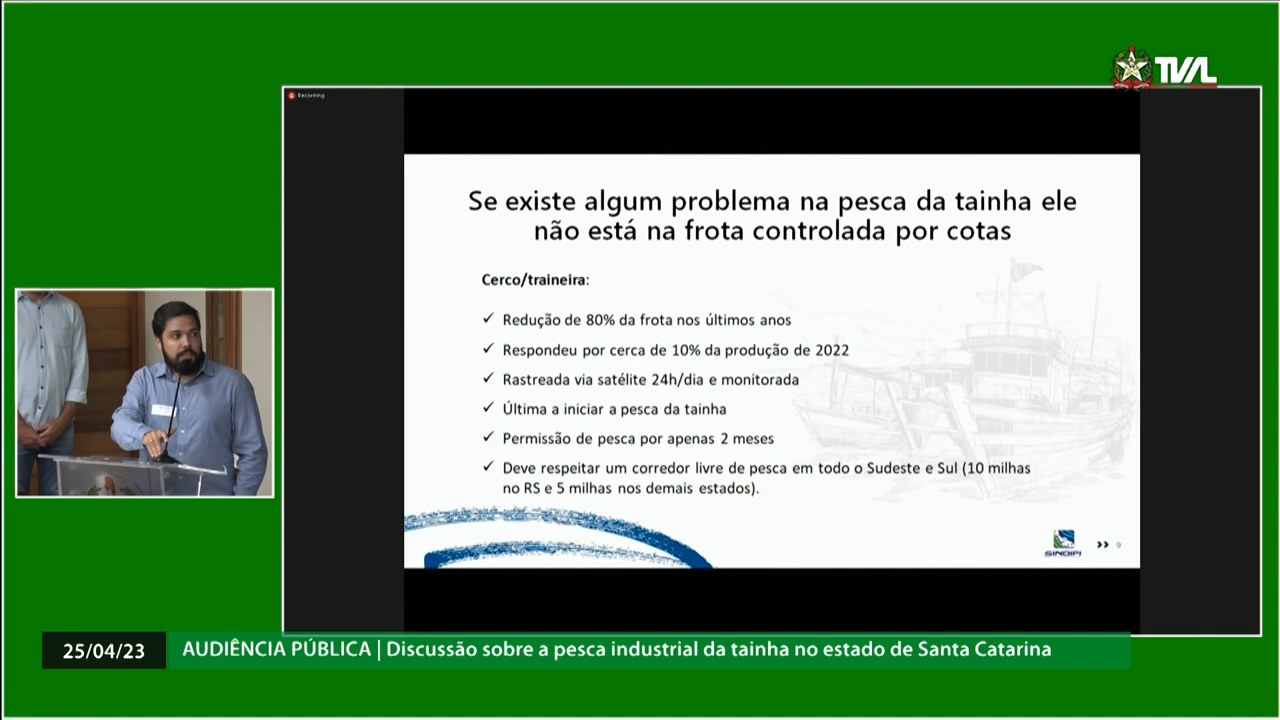 TVAL
Recording
Se existe algum problema na pesca da tainha ele
não está na frota controlada por cotas
Cerco/traineira:
✓ Redução de 80% da frota nos últimos anos
✓ Respondeu por cerca de 10% da produção de 2022
✓ Rastreada via satélite 24h/dia e monitorada
✓ Última a iniciar a pesca da tainha
✓ Permissão de pesca por apenas 2 meses
✓ Deve respeitar um corredor livre de pesca em todo o Sudeste e Sul (10 milhas
no RS e 5 milhas nos demais estados).
SINDIPI
9
25/04/23
AUDIÊNCIA PÚBLICA | Discussão sobre a pesca industrial da tainha no estado de Santa Catarina